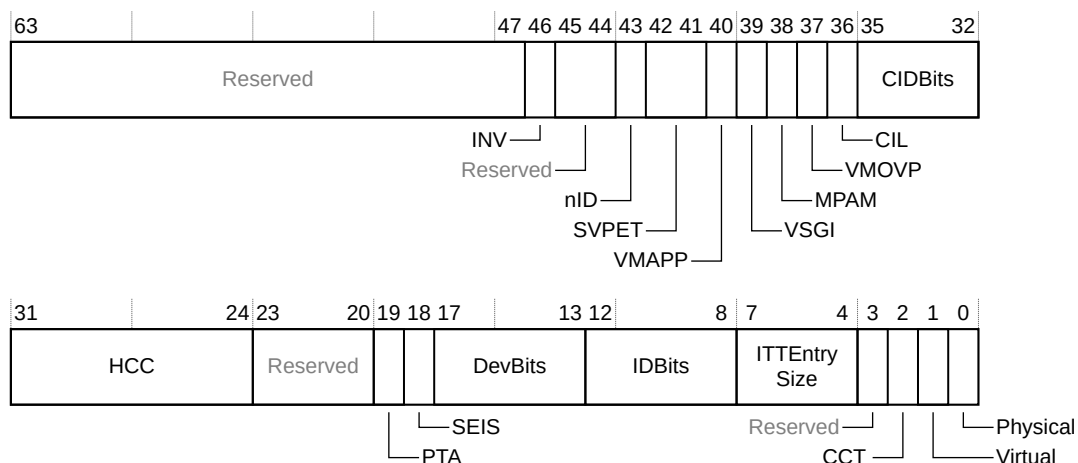 63 47 46 45 44 43 42 41 40 39 38 37 36 35 32
Reserved CIDBits
INV CIL
Reserved VMOVP
nID MPAM
SVPET VSGI
VMAPP
31 24 23 20 19 18 17 13 12 8 7 4 3 2 1 0
HCC Reserved DevBits IDBits ITTEntry
Size
SEIS Reserved Physical
PTA CCT Virtual